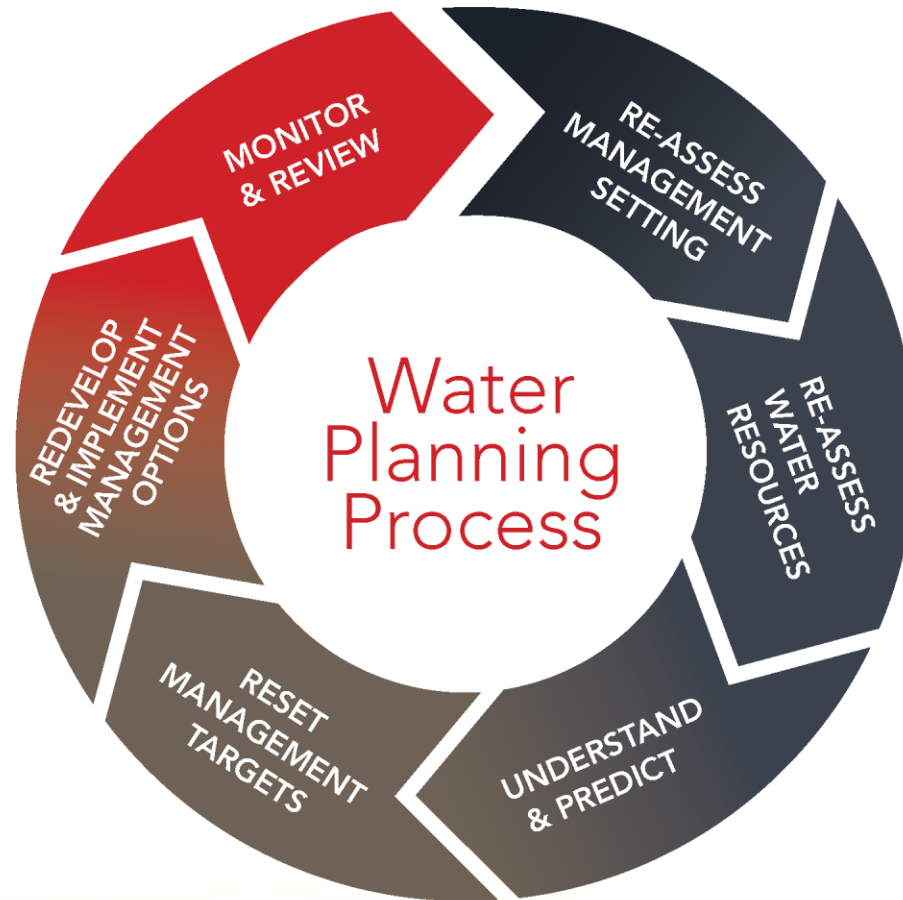 Water
Planning
Process
RE-ASSESS
MANAGEMENT
SETTING
RE-ASSESS
WATER
RESOURCES
UNDERSTAND
& PREDICT
RESET
MANAGEMENT
TARGETS
REDEVELOP
& IMPLEMENT
MANAGEMENT
OPTIONS
MONITOR
& REVIEW